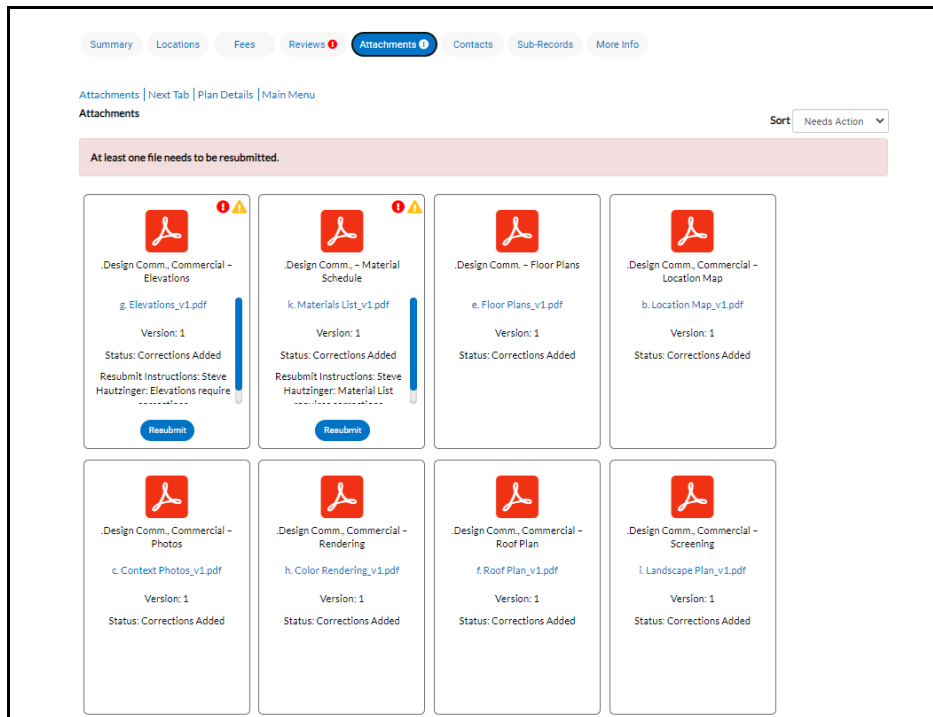 Summary Locations Fees Reviews Attachments Contacts Sub-Records More Info
Attachments | Next Tab | Plan Details | Main Menu
Attachments
Sort Needs Action
At least one file needs to be resubmitted.
.Design Comm., Commercial –
Elevations
g. Elevations_v1.pdf
Version: 1
Status: Corrections Added
Resubmit Instructions: Steve
Hautzinger: Elevations require
corrections
Resubmit
.Design Comm., – Material
Schedule
k. Materials List_v1.pdf
Version: 1
Status: Corrections Added
Resubmit Instructions: Steve
Hautzinger: Material List
requires corrections
Resubmit
.Design Comm. – Floor Plans
e. Floor Plans_v1.pdf
Version: 1
Status: Corrections Added
.Design Comm., Commercial –
Location Map
b. Location Map_v1.pdf
Version: 1
Status: Corrections Added
.Design Comm., Commercial –
Photos
c. Context Photos_v1.pdf
Version: 1
Status: Corrections Added
.Design Comm., Commercial –
Rendering
h. Color Rendering_v1.pdf
Version: 1
Status: Corrections Added
.Design Comm., Commercial –
Roof Plan
f. Roof Plan_v1.pdf
Version: 1
Status: Corrections Added
.Design Comm., Commercial –
Screening
i. Landscape Plan_v1.pdf
Version: 1
Status: Corrections Added